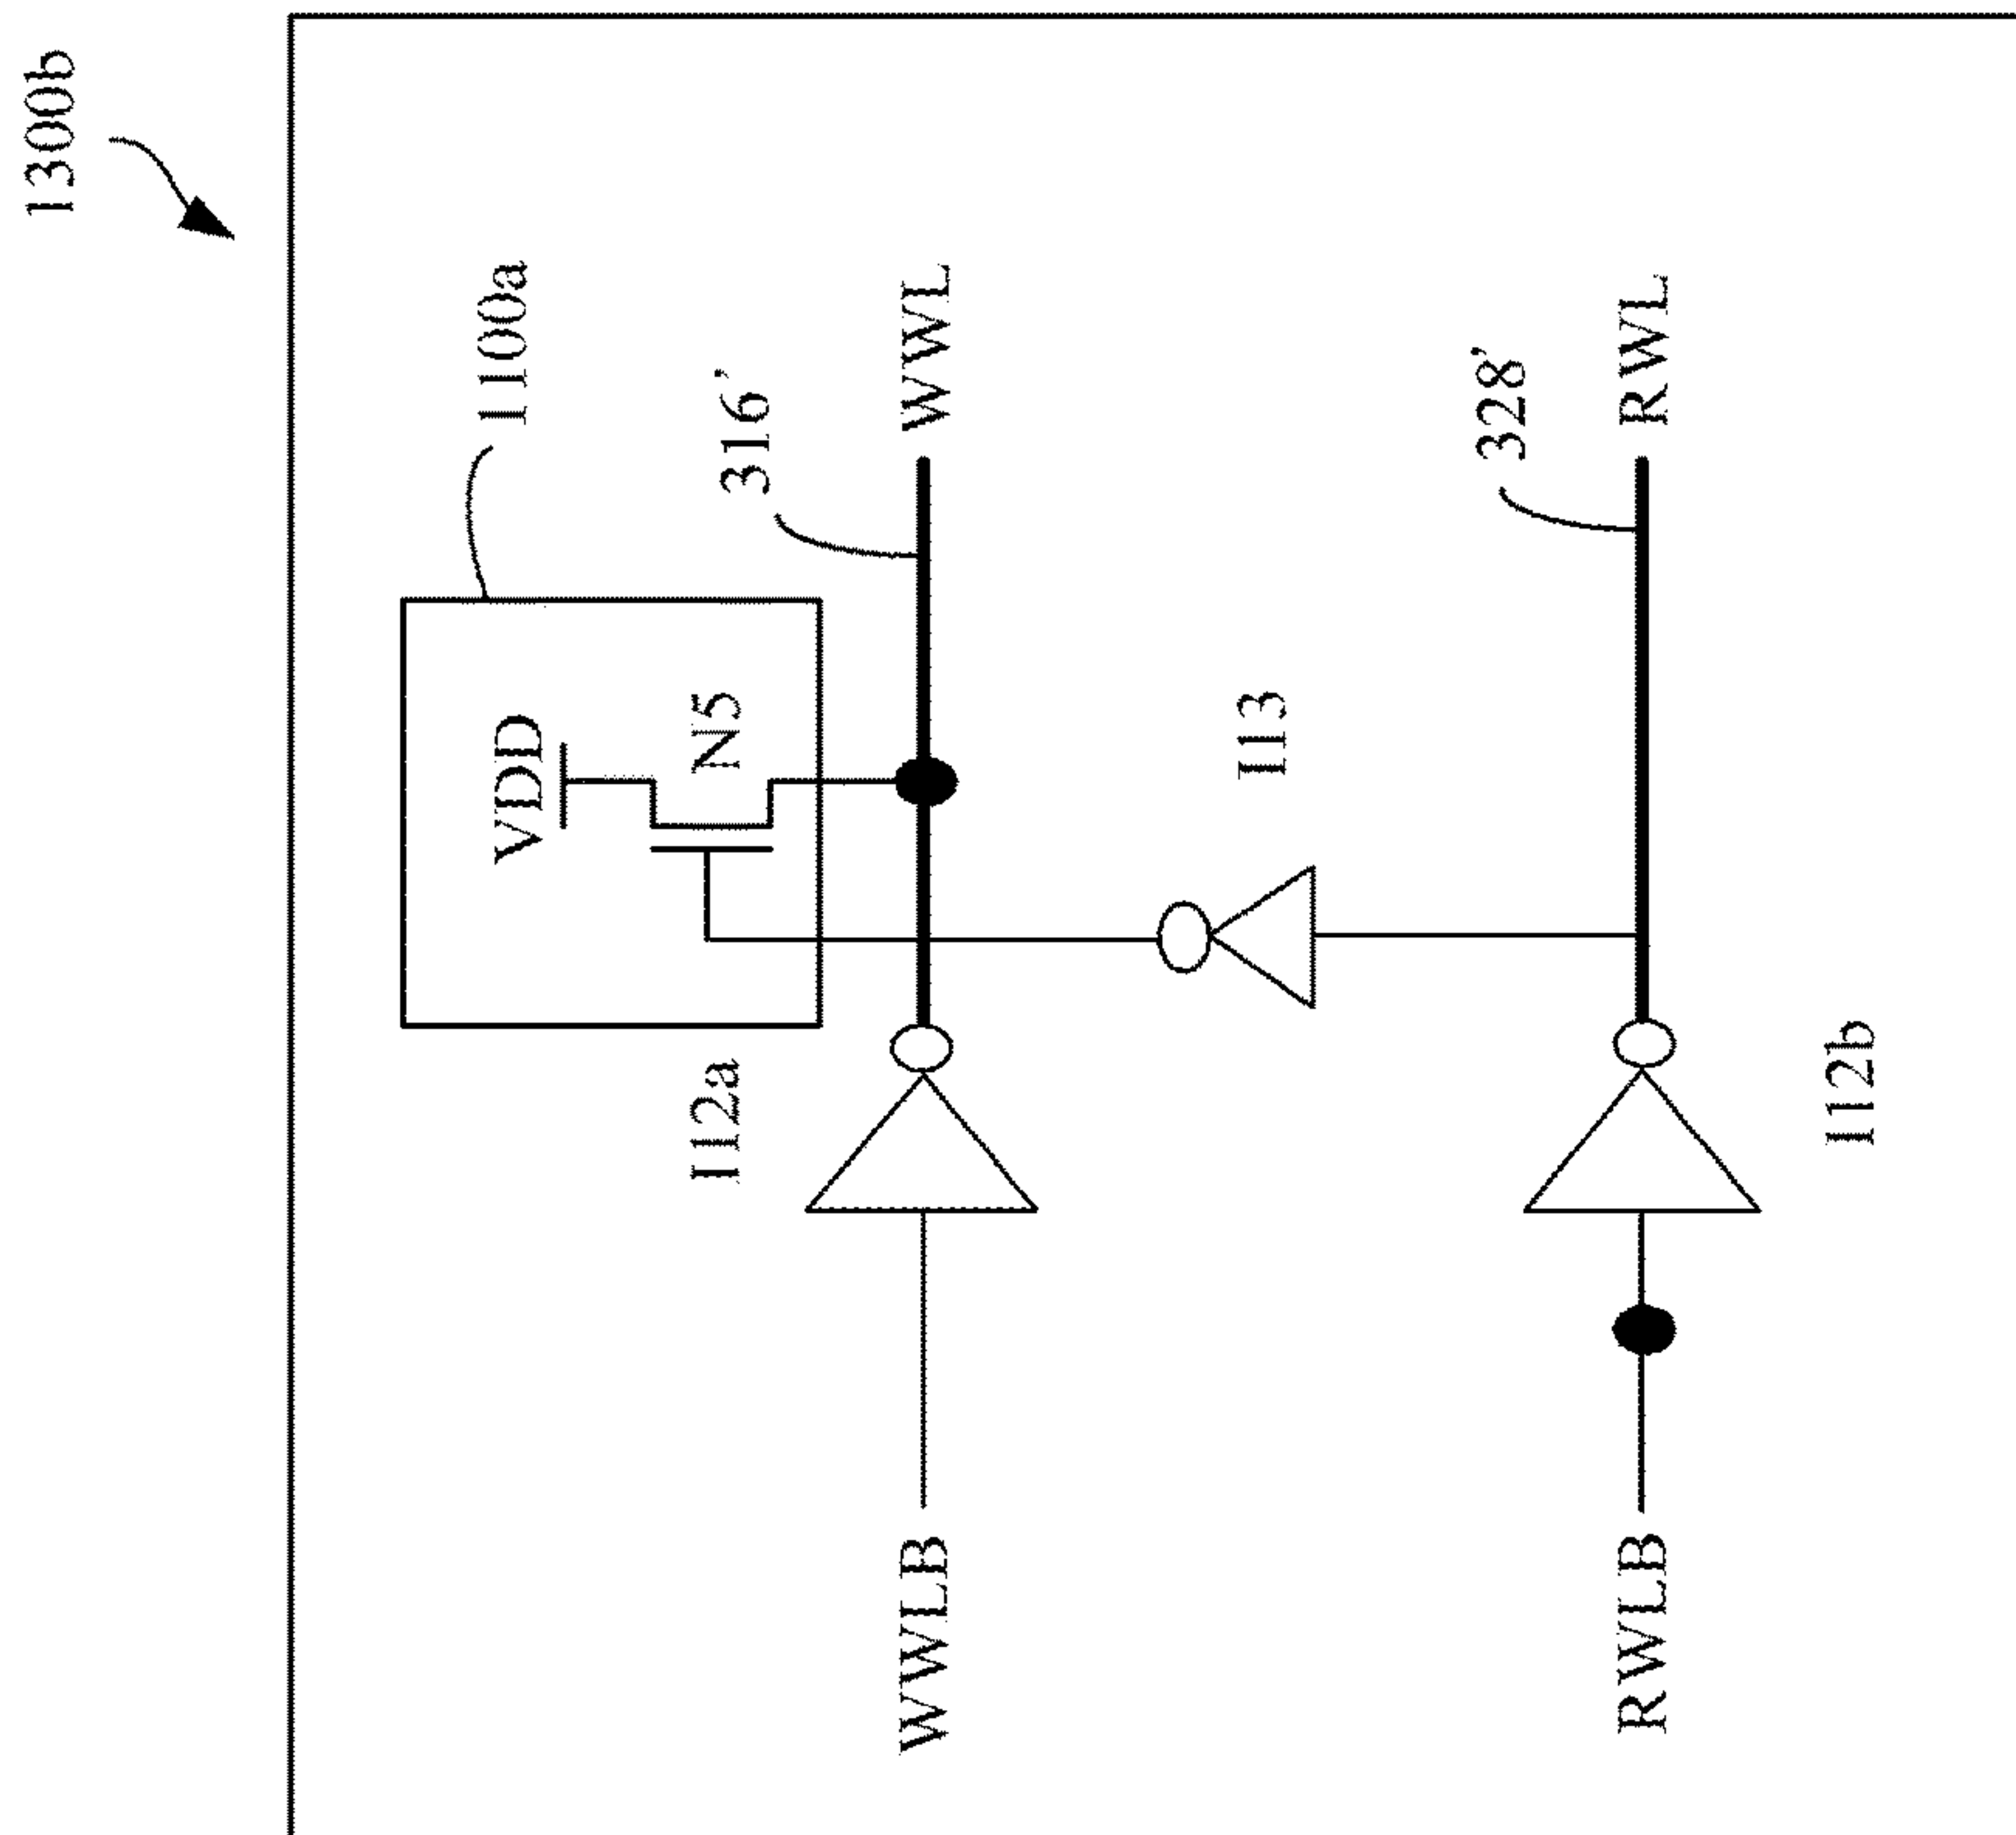 1300b
1100a
VDD
N5
316'
WWL
I12a
WWLB
I13
328'
RWL
I12b
RWLB